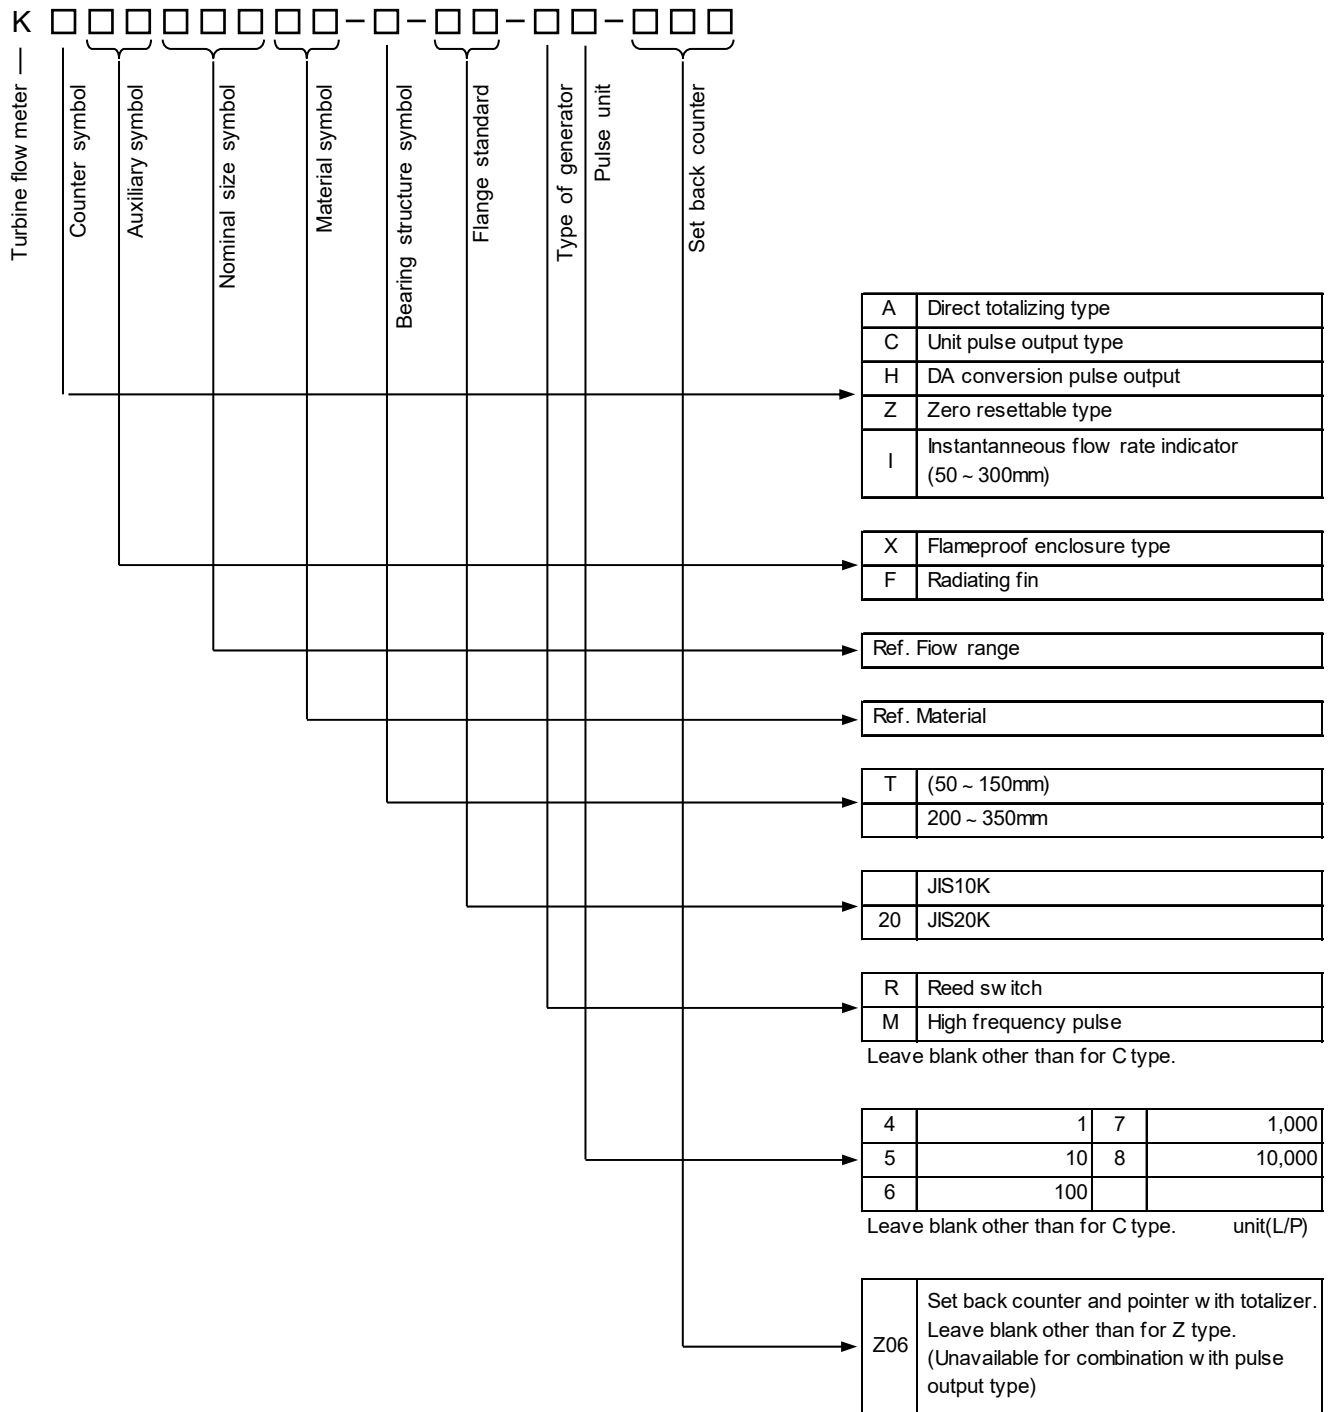 K □ □□ □□□ □□ – □ – □□ – □ □ – □□□
Turbine flow meter
Counter symbol
Auxiliary symbol
Nominal size symbol
Material symbol
Bearing structure symbol
Flange standard
Type of generator
Pulse unit
Set back counter
A Direct totalizing type
C Unit pulse output type
H DA conversion pulse output
Z Zero resettable type
I Instantanneous flow rate indicator
(50 ~ 300mm)
X Flameproof enclosure type
F Radiating fin
Ref. Fiow range
Ref. Material
T (50 ~ 150mm)
200 ~ 350mm
JIS10K
20 JIS20K
R Reed switch
M High frequency pulse
Leave blank other than for C type.
4 1 7 1,000
5 10 8 10,000
6 100
Leave blank other than for C type. unit(L/P)
Z06
Set back counter and pointer with totalizer.
Leave blank other than for Z type.
(Unavailable for combination with pulse
output type)